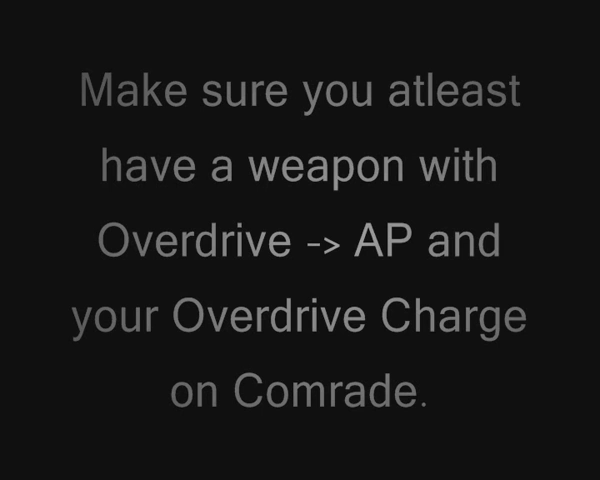 Make sure you atleast
have a weapon with
Overdrive -> AP and
your Overdrive Charge
on Comrade.